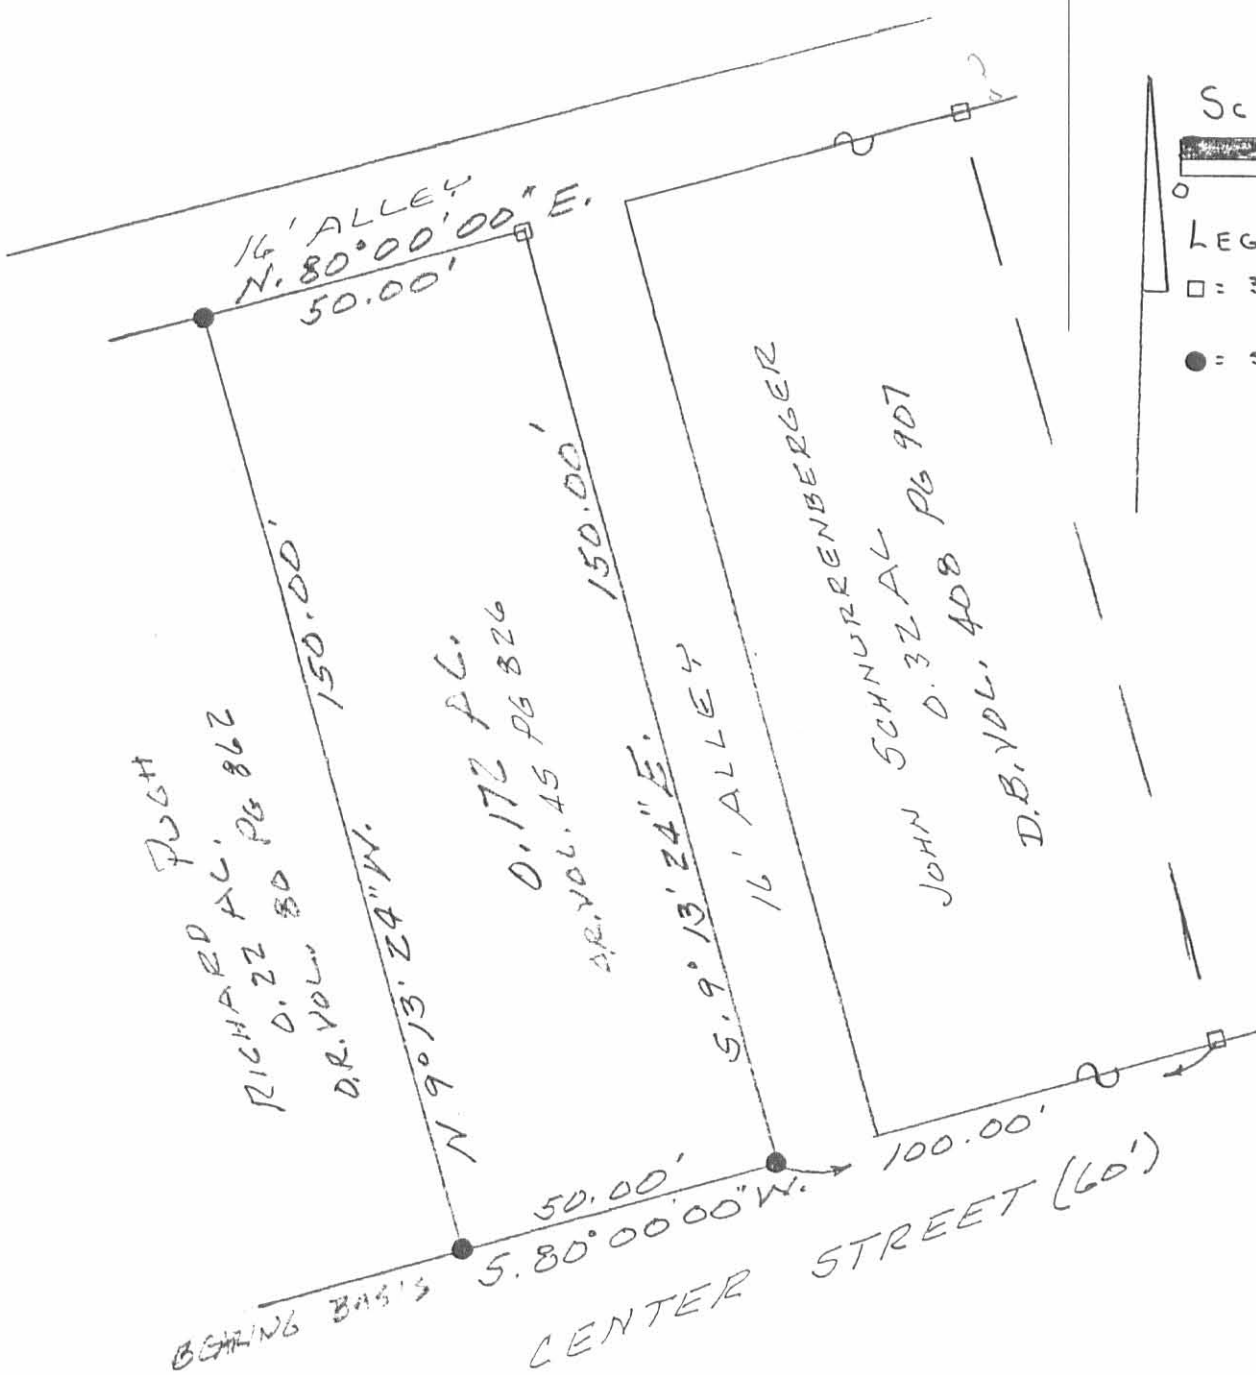 16' ALLEY
N. 80°00'00" E.
50.00'
Sc
0
LEG
□ =
● =
PUGH
RICHARD
0.22 AC.
O.R. VOL. 80 PG 862
N 9°13'24" W.
150.00'
0.172 AC.
O.R. VOL. 45 PG 826
S. 9°13'24" E.
150.00'
16' ALLEY
JOHN SCHNURRENBERGER
0.32 AC
D.B. VOL. 408 PG 907
50.00'
S. 80°00'00" W.
100.00'
BEARING BASIS
CENTER STREET (60')